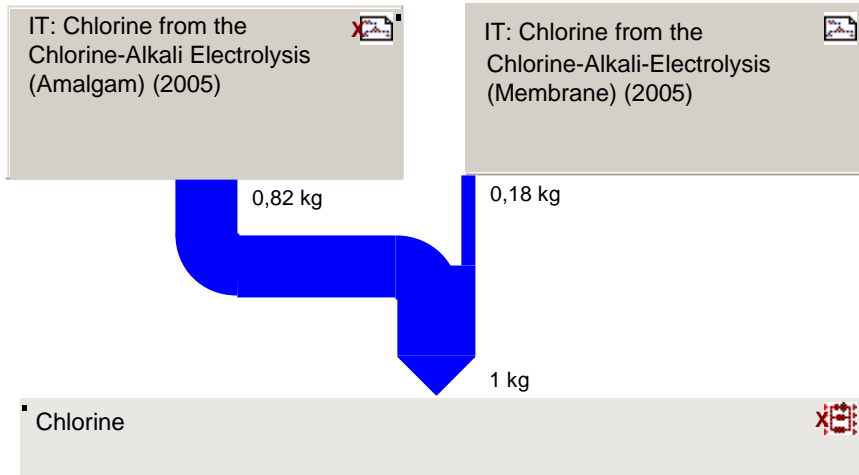 IT: Chlorine from the
Chlorine-Alkali Electrolysis
(Amalgam) (2005)
X
IT: Chlorine from the
Chlorine-Alkali-Electrolysis
(Membrane) (2005)
0,82 kg
0,18 kg
1 kg
Chlorine
X